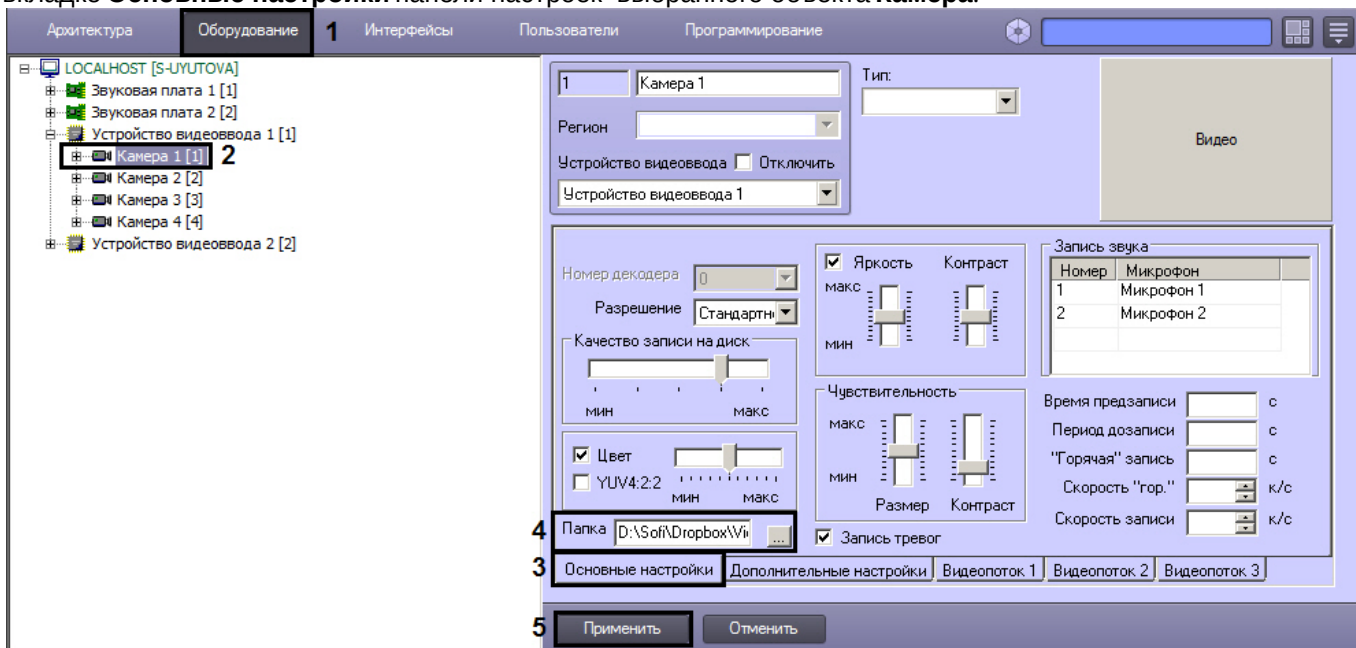 вкладке Основные настройки панели настроек выбранного объекта Камера.
Архитектура Оборудование 1 Интерфейсы Пользователи Программирование
LOCALHOST [S-UYUTOVA]
Звуковая плата 1 [1]
Звуковая плата 2 [2]
Устройство видеоввода 1 [1]
Камера 1 [1] 2
Камера 2 [2]
Камера 3 [3]
Камера 4 [4]
Устройство видеоввода 2 [2]
1 Камера 1
Тип:
Регион
Устройство видеоввода Отключить
Устройство видеоввода 1
Видео
Номер декодера 0
Разрешение Стандартн
Качество записи на диск
мин макс
Цвет
YUV4:2:2
мин макс
4 Папка D:\Sofi\Dropbox\Vi ...
Яркость Контраст
макс
мин
Чувствительность
макс
мин
Размер Контраст
Запись тревог
Запись звука
Номер Микрофон
1 Микрофон 1
2 Микрофон 2
Время предзаписи с
Период дозаписи с
"Горячая" запись с
Скорость "гор." к/с
Скорость записи к/с
3 Основные настройки Дополнительные настройки Видеопоток 1 Видеопоток 2 Видеопоток 3
5 Применить Отменить